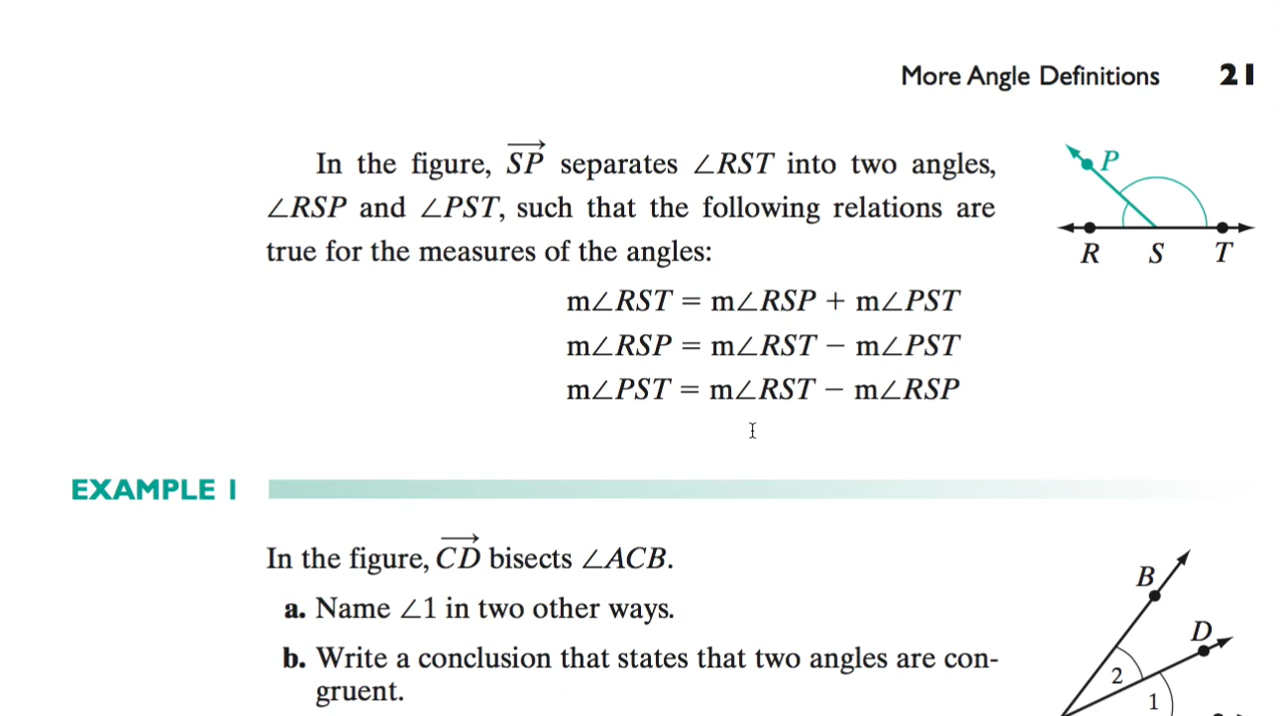 More Angle Definitions 21
In the figure, SP⃗ separates ∠RST into two angles,
∠RSP and ∠PST, such that the following relations are
true for the measures of the angles:
m∠RST = m∠RSP + m∠PST
m∠RSP = m∠RST − m∠PST
m∠PST = m∠RST − m∠RSP
P
R S T
EXAMPLE 1
In the figure, CD⃗ bisects ∠ACB.
a. Name ∠1 in two other ways.
b. Write a conclusion that states that two angles are con-
gruent.
B
D
2
1